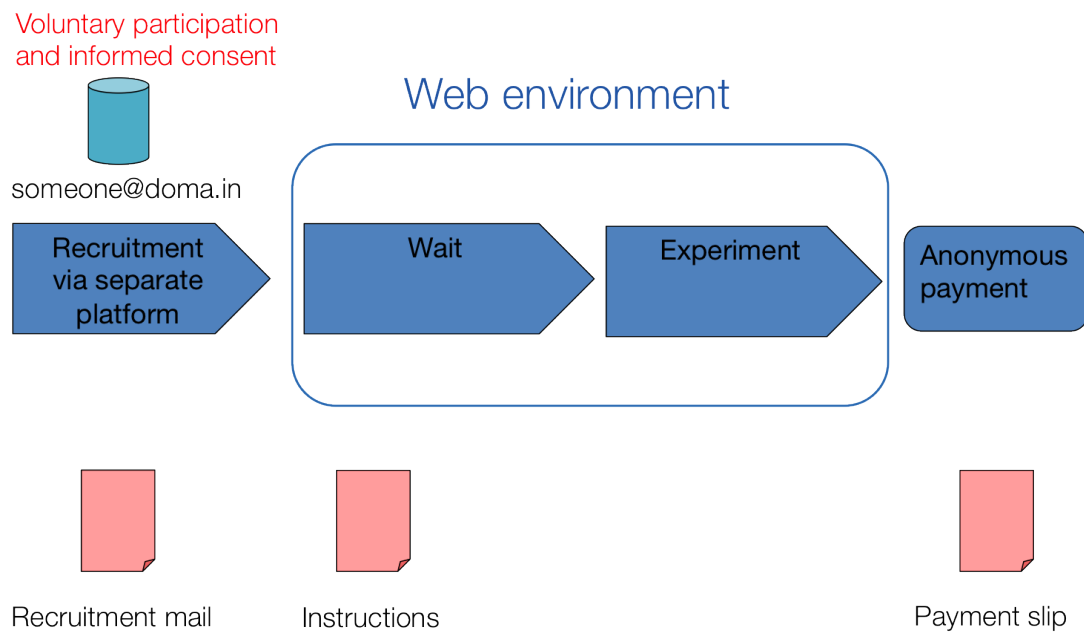 Voluntary participation
and informed consent
Web environment
someone@doma.in
Recruitment
via separate
platform
Wait
Experiment
Anonymous
payment
Recruitment mail
Instructions
Payment slip